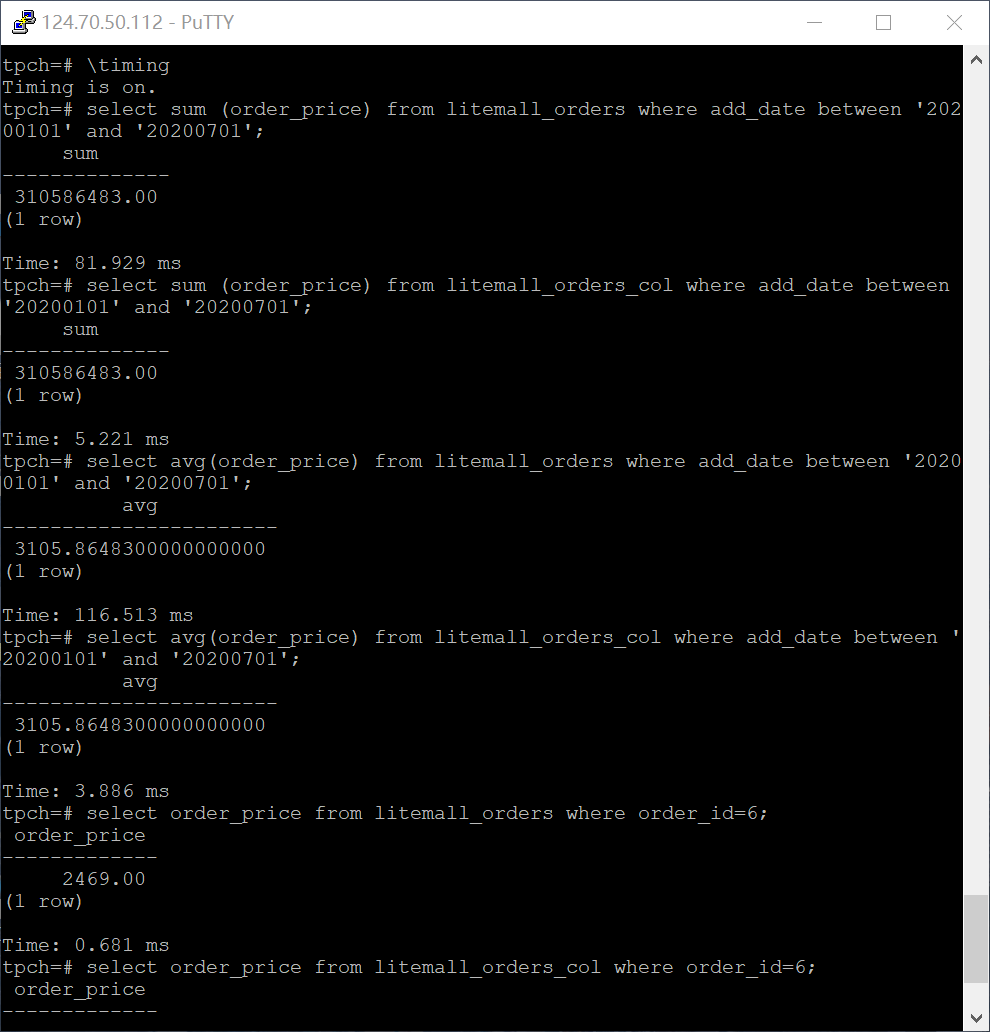 124.70.50.112 - PuTTY
tpch=# \timing
Timing is on.
tpch=# select sum (order_price) from litemall_orders where add_date between '202
00101' and '20200701';
     sum
--------------
 310586483.00
(1 row)

Time: 81.929 ms
tpch=# select sum (order_price) from litemall_orders_col where add_date between
'20200101' and '20200701';
     sum
--------------
 310586483.00
(1 row)

Time: 5.221 ms
tpch=# select avg(order_price) from litemall_orders where add_date between '2020
0101' and '20200701';
          avg
-----------------------
 3105.8648300000000000
(1 row)

Time: 116.513 ms
tpch=# select avg(order_price) from litemall_orders_col where add_date between '
20200101' and '20200701';
          avg
-----------------------
 3105.8648300000000000
(1 row)

Time: 3.886 ms
tpch=# select order_price from litemall_orders where order_id=6;
 order_price
-------------
     2469.00
(1 row)

Time: 0.681 ms
tpch=# select order_price from litemall_orders_col where order_id=6;
 order_price
-------------